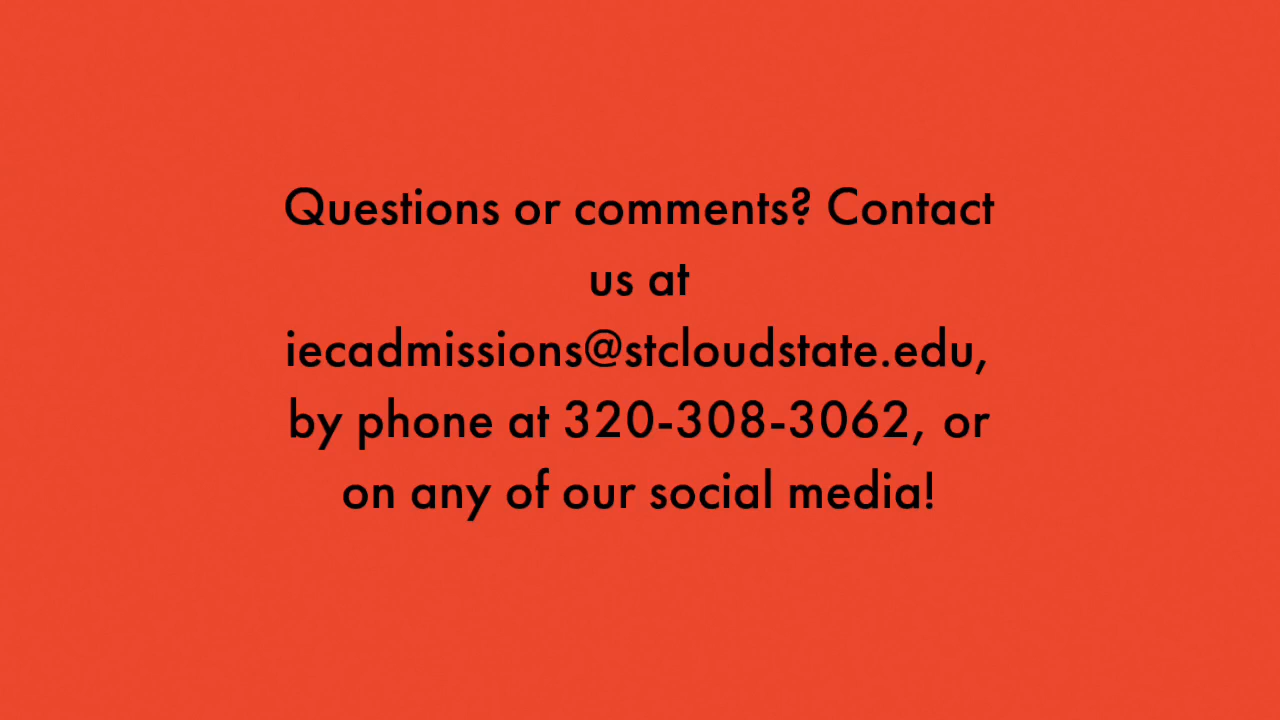 Questions or comments? Contact
us at
iecadmissions@stcloudstate.edu,
by phone at 320-308-3062, or
on any of our social media!